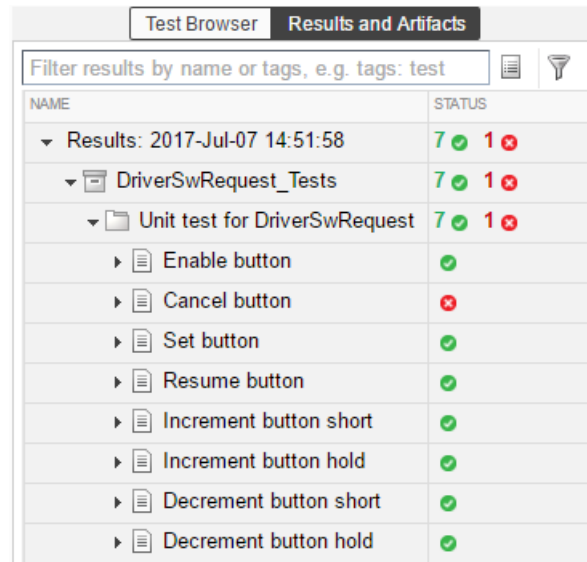 Test Browser Results and Artifacts
Filter results by name or tags, e.g. tags: test
NAME STATUS
Results: 2017-Jul-07 14:51:58 7 1
DriverSwRequest_Tests 7 1
Unit test for DriverSwRequest 7 1
Enable button
Cancel button
Set button
Resume button
Increment button short
Increment button hold
Decrement button short
Decrement button hold